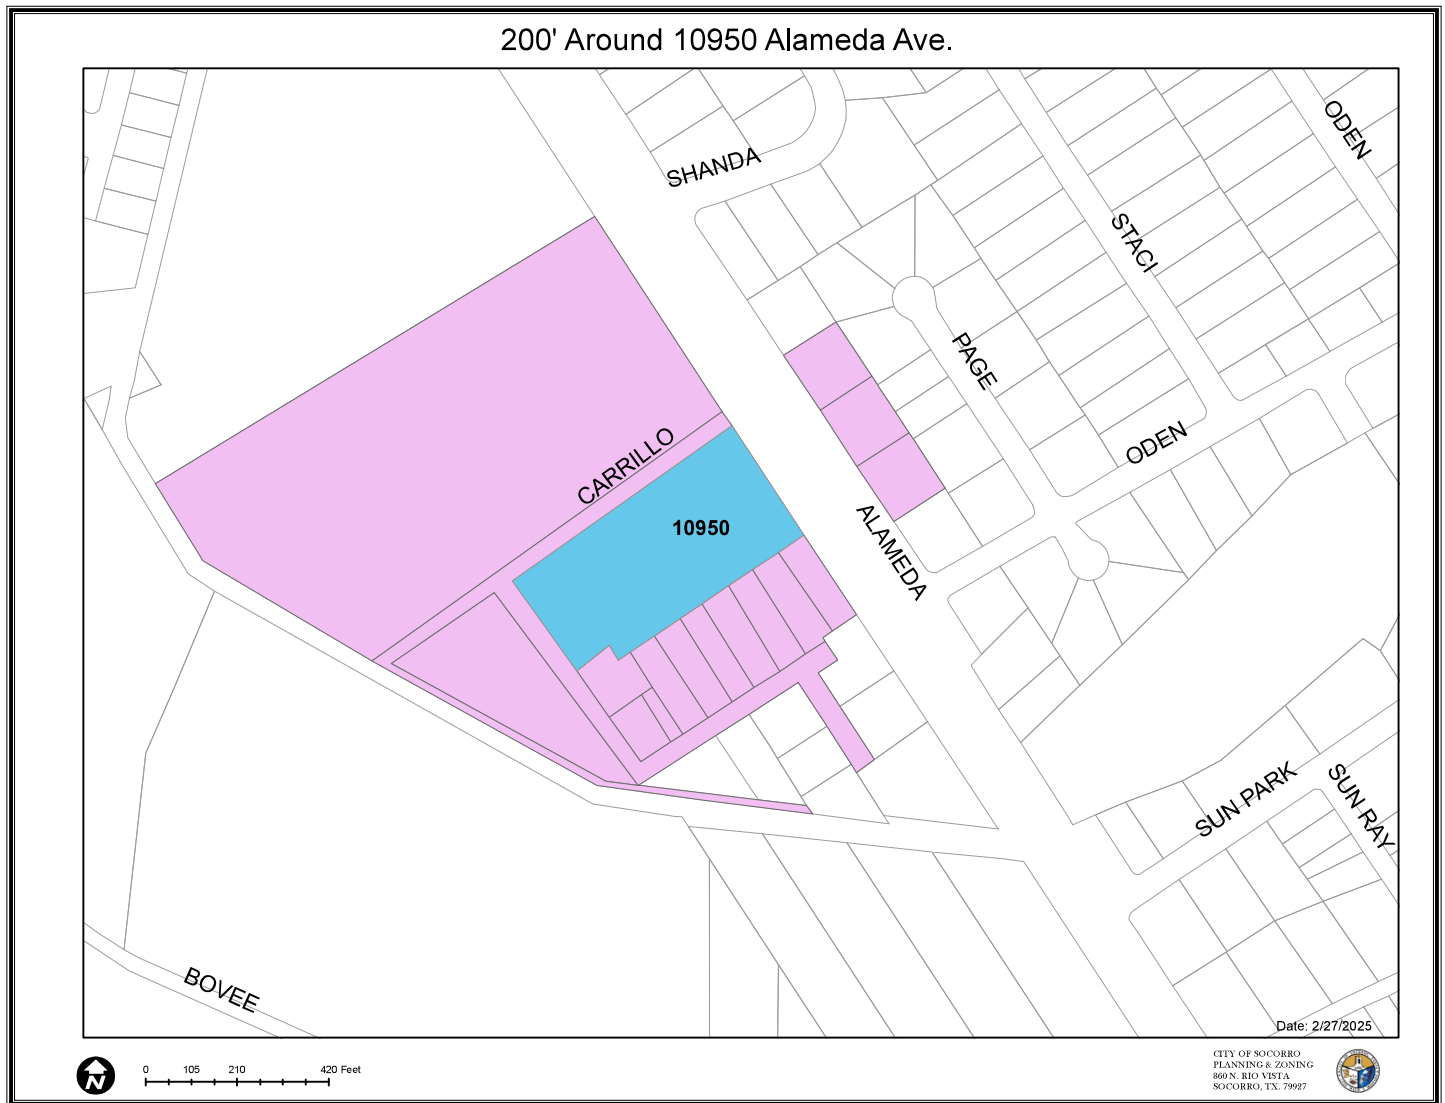 200' Around 10950 Alameda Ave.
ODEN
SHANDA
STACI
PAGE
CARRILLO
ODEN
10950
ALAMEDA
SUN PARK
SUN RAY
BOVEE
Date: 2/27/2025
N
0 105 210 420 Feet
CITY OF SOCORRO
PLANNING & ZONING
860 N. RIO VISTA
SOCORRO, TX. 79927